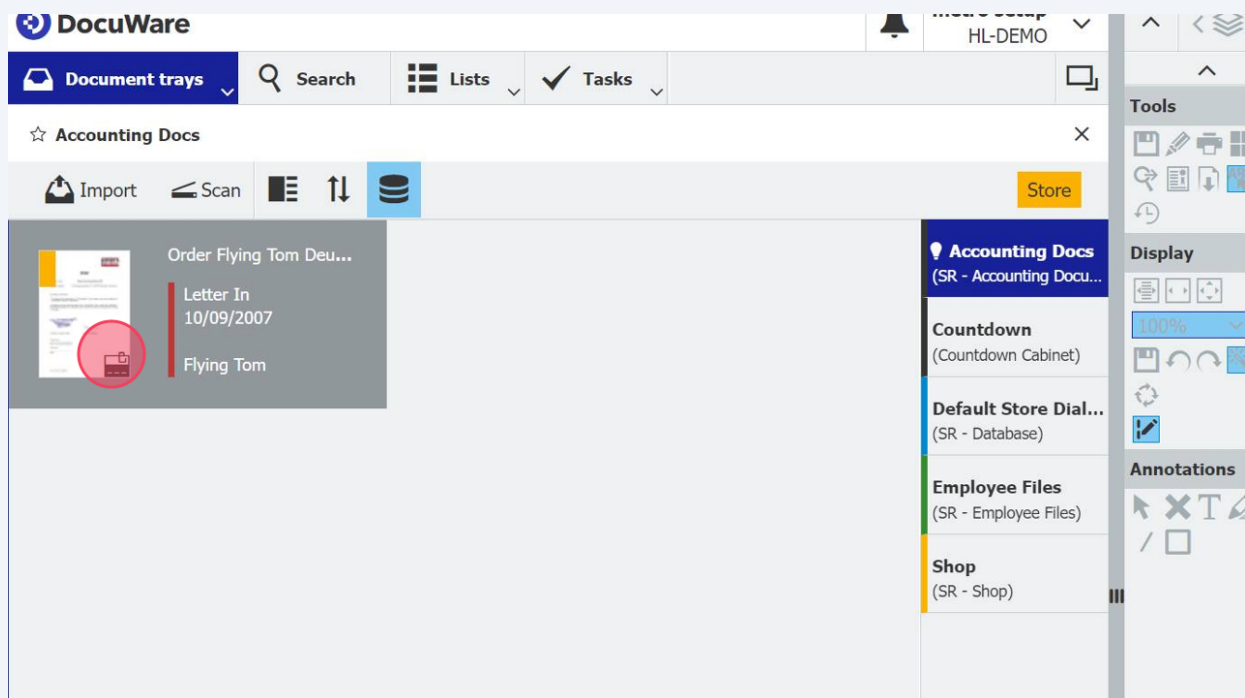 DocuWare
HL-DEMO
Document trays
Search
Lists
Tasks
Accounting Docs
Import
Scan
Store
Order Flying Tom Deu...
Letter In
10/09/2007
Flying Tom
Accounting Docs
(SR - Accounting Docu...
Countdown
(Countdown Cabinet)
Default Store Dial...
(SR - Database)
Employee Files
(SR - Employee Files)
Shop
(SR - Shop)
Tools
Display
100%
Annotations